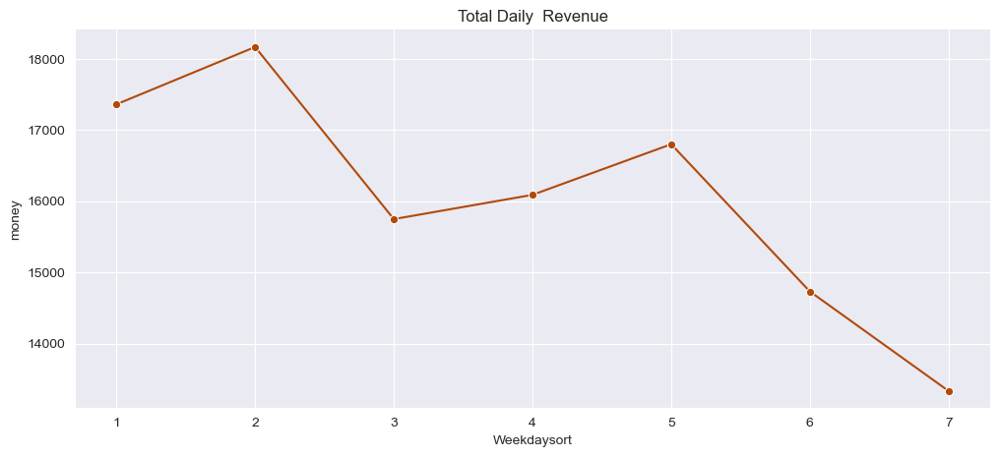 Total Daily  Revenue
18000
17000
16000
15000
14000
money
1 2 3 4 5 6 7
Weekdaysort